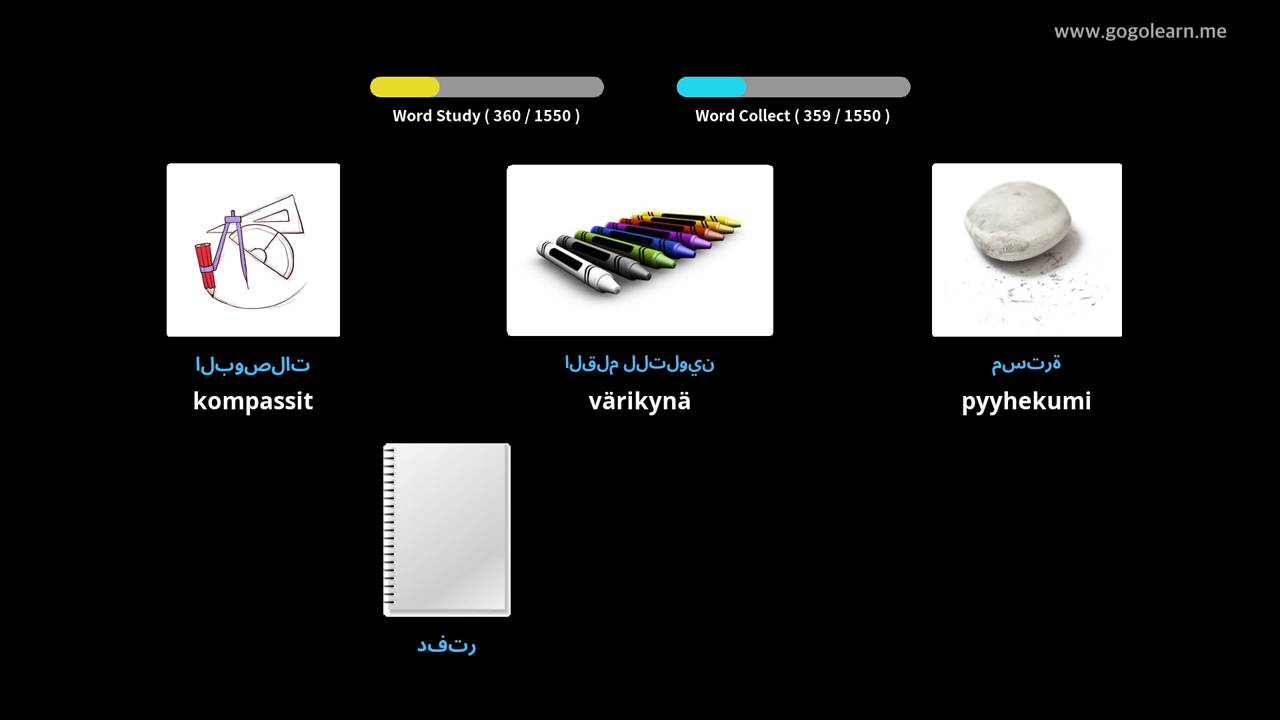 www.gogolearn.me
Word Study ( 360 / 1550 )
Word Collect ( 359 / 1550 )
البوصلات
القلم للتلوين
مسترة
kompassit
värikynä
pyyhekumi
دفتر